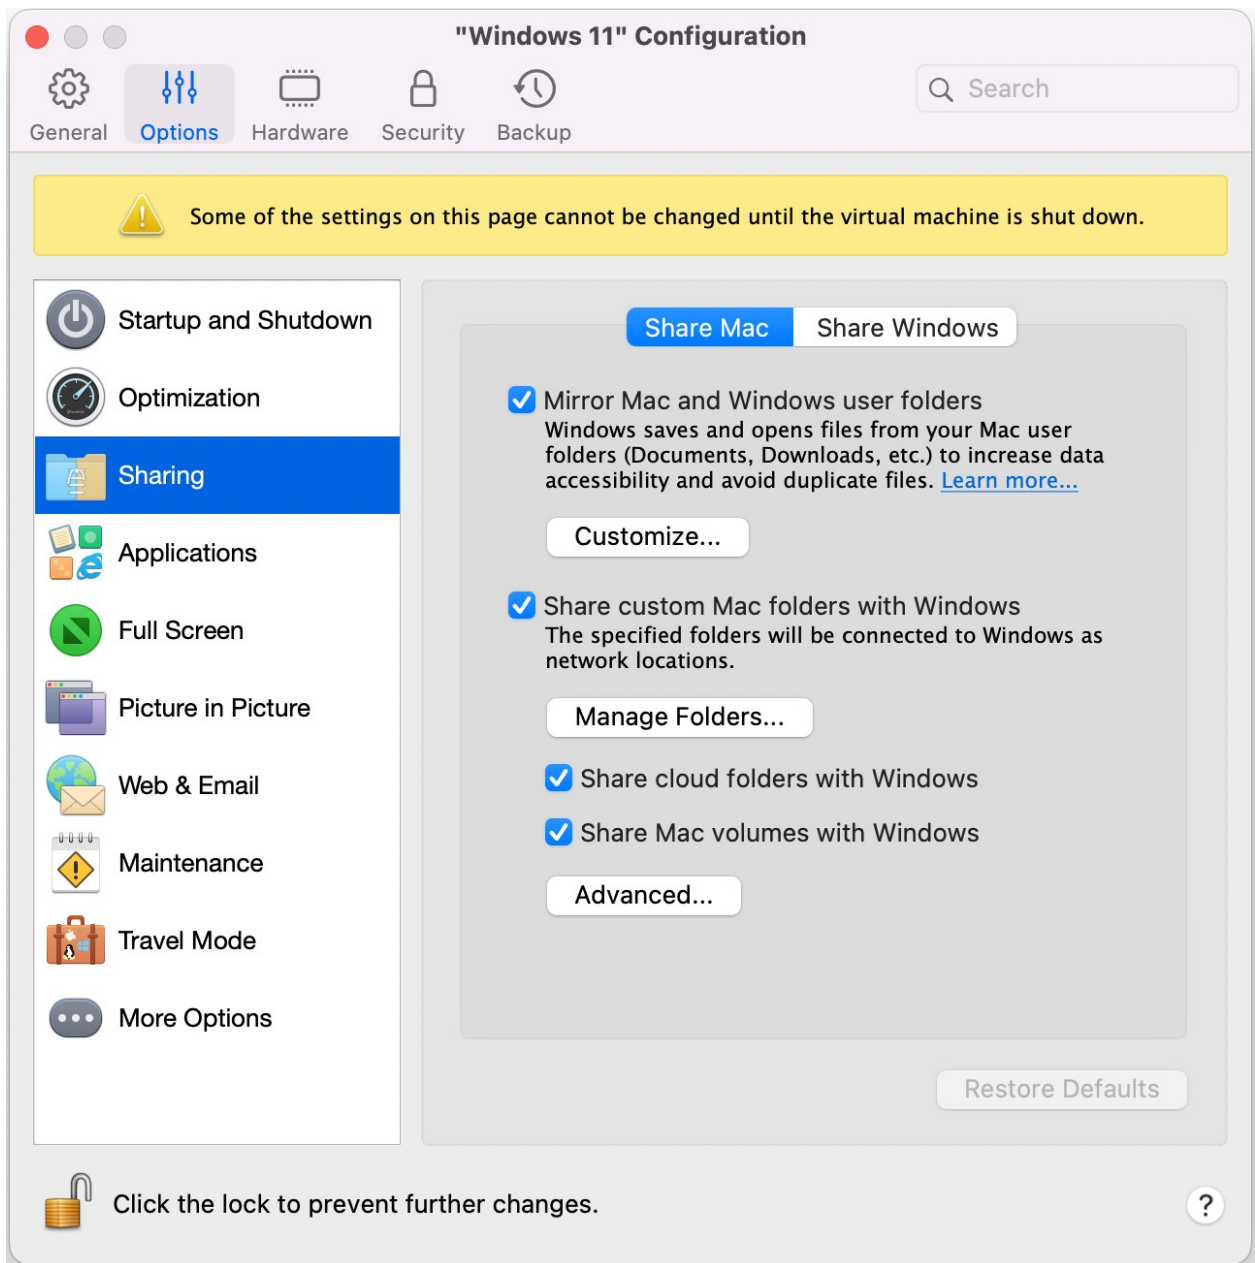 "Windows 11" Configuration
Search
General
Options
Hardware
Security
Backup
Some of the settings on this page cannot be changed until the virtual machine is shut down.
Startup and Shutdown
Optimization
Sharing
Applications
Full Screen
Picture in Picture
Web & Email
Maintenance
Travel Mode
More Options
Share Mac
Share Windows
Mirror Mac and Windows user folders
Windows saves and opens files from your Mac user
folders (Documents, Downloads, etc.) to increase data
accessibility and avoid duplicate files. Learn more...
Customize...
Share custom Mac folders with Windows
The specified folders will be connected to Windows as
network locations.
Manage Folders...
Share cloud folders with Windows
Share Mac volumes with Windows
Advanced...
Restore Defaults
Click the lock to prevent further changes.
?